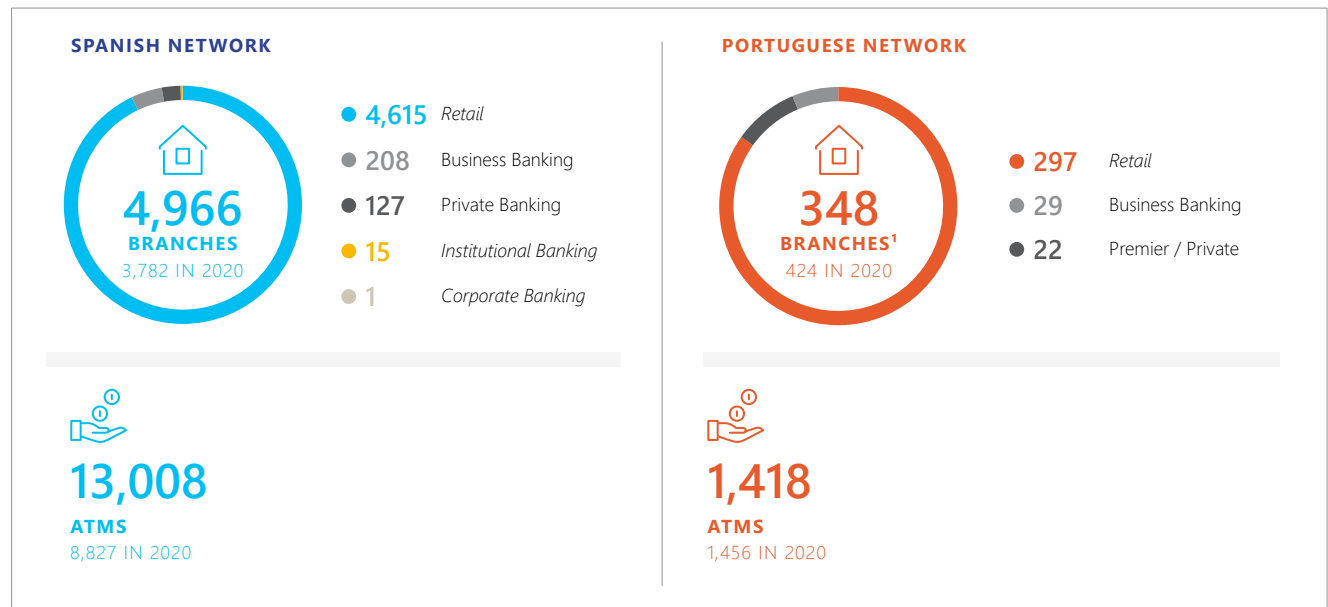 SPANISH NETWORK
4,966
BRANCHES
3,782 IN 2020
4,615 Retail
208 Business Banking
127 Private Banking
15 Institutional Banking
1 Corporate Banking
13,008
ATMS
8,827 IN 2020
PORTUGUESE NETWORK
348
BRANCHES¹
424 IN 2020
297 Retail
29 Business Banking
22 Premier / Private
1,418
ATMS
1,456 IN 2020